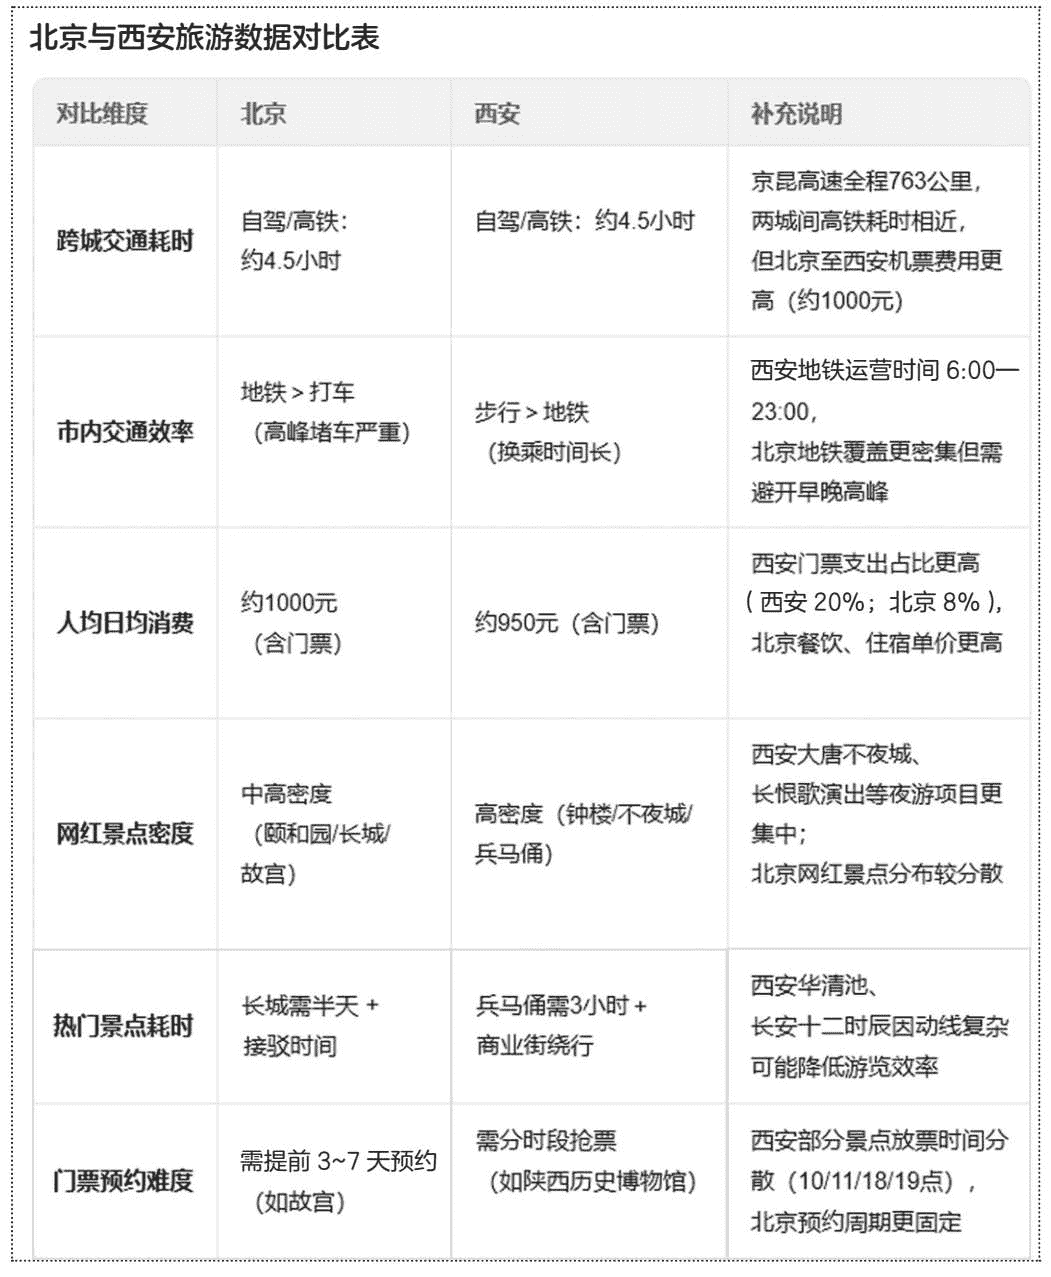 北京与西安旅游数据对比表
对比维度 北京 西安 补充说明
跨城交通耗时
自驾/高铁：
约4.5小时
自驾/高铁：约4.5小时
京昆高速全程763公里，
两城间高铁耗时相近，
但北京至西安机票费用更
高（约1000元）
市内交通效率
地铁＞打车
（高峰堵车严重）
步行＞地铁
（换乘时间长）
西安地铁运营时间 6:00—
23:00，
北京地铁覆盖更密集但需
避开早晚高峰
人均日均消费
约1000元
（含门票）
约950元（含门票）
西安门票支出占比更高
( 西安 20%；北京 8% )，
北京餐饮、住宿单价更高
网红景点密度
中高密度
（颐和园/长城/
故宫）
高密度（钟楼/不夜城/
兵马俑）
西安大唐不夜城、
长恨歌演出等夜游项目更
集中；
北京网红景点分布较分散
热门景点耗时
长城需半天 +
接驳时间
兵马俑需3小时 +
商业街绕行
西安华清池、
长安十二时辰因动线复杂
可能降低游览效率
门票预约难度
需提前 3~7 天预约
（如故宫）
需分时段抢票
（如陕西历史博物馆）
西安部分景点放票时间分
散（10/11/18/19点），
北京预约周期更固定